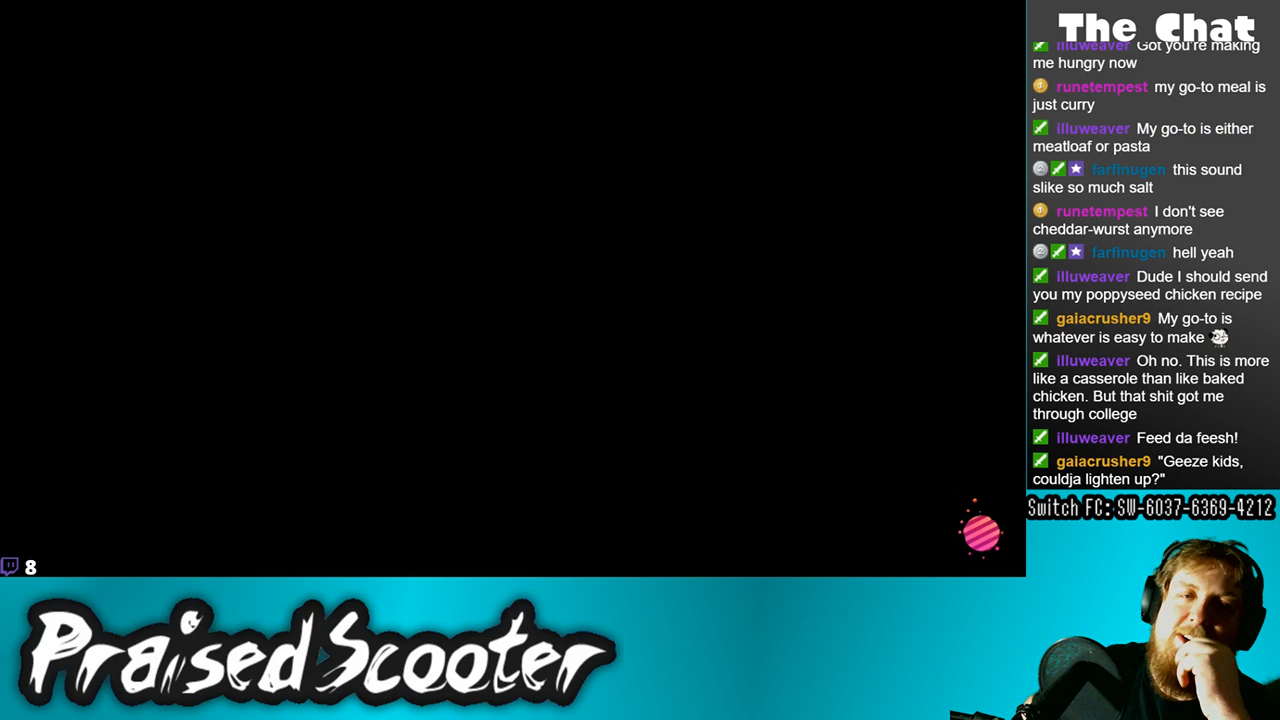 The Chat
illuweaver Got you're making
me hungry now
runetempest my go-to meal is
just curry
illuweaver My go-to is either
meatloaf or pasta
farfinugen this sound
slike so much salt
runetempest I don't see
cheddar-wurst anymore
farfinugen hell yeah
illuweaver Dude I should send
you my poppyseed chicken recipe
gaiacrusher9 My go-to is
whatever is easy to make
illuweaver Oh no. This is more
like a casserole than like baked
chicken. But that shit got me
through college
illuweaver Feed da feesh!
gaiacrusher9 "Geeze kids,
couldja lighten up?"
Switch FC: SW-6037-6369-4212
8
PraisedScooter